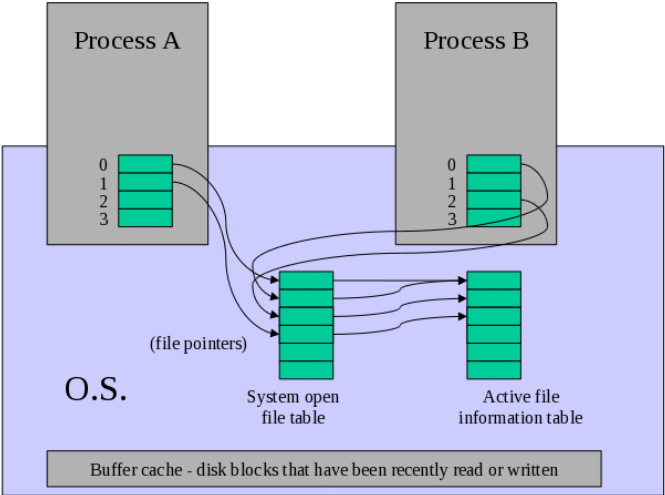 Process A
Process B
0
1
2
3
0
1
2
3
(file pointers)
O.S.
System open
file table
Active file
information table
Buffer cache - disk blocks that have been recently read or written